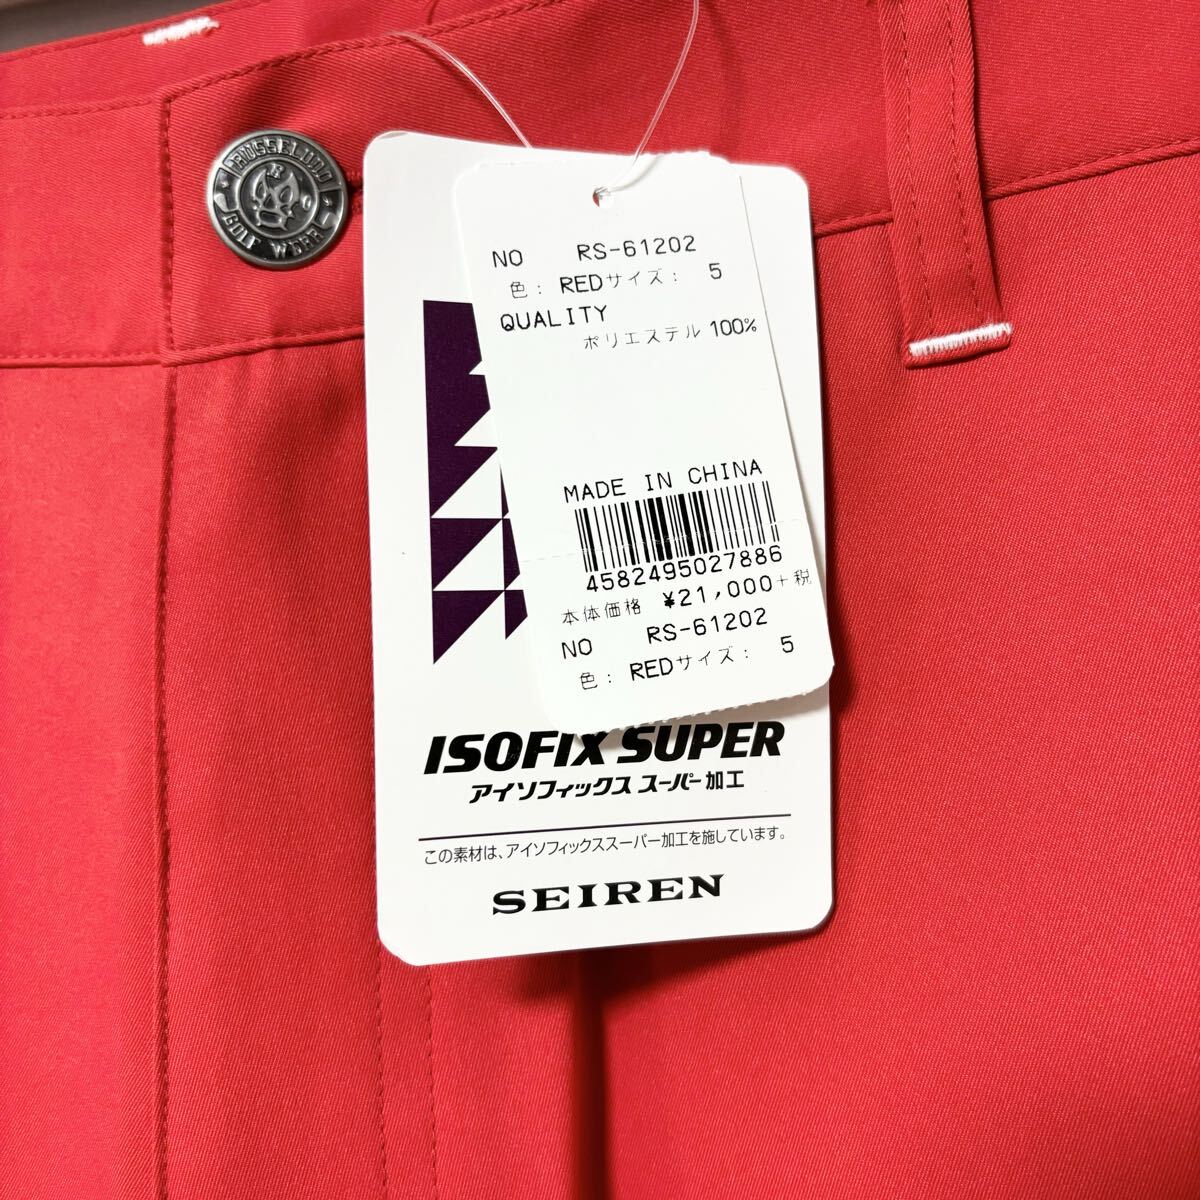 RUSSELUNO
GOLF WEAR
NO RS-61202
色: REDサイズ: 5
QUALITY
ポリエステル 100%
MADE IN CHINA
4582495027886
本体価格 ¥21,000+税
NO RS-61202
色: REDサイズ: 5
ISOFIX SUPER
アイソフィックス スーパー加工
この素材は、アイソフィックススーパー加工を施しています。
SEIREN